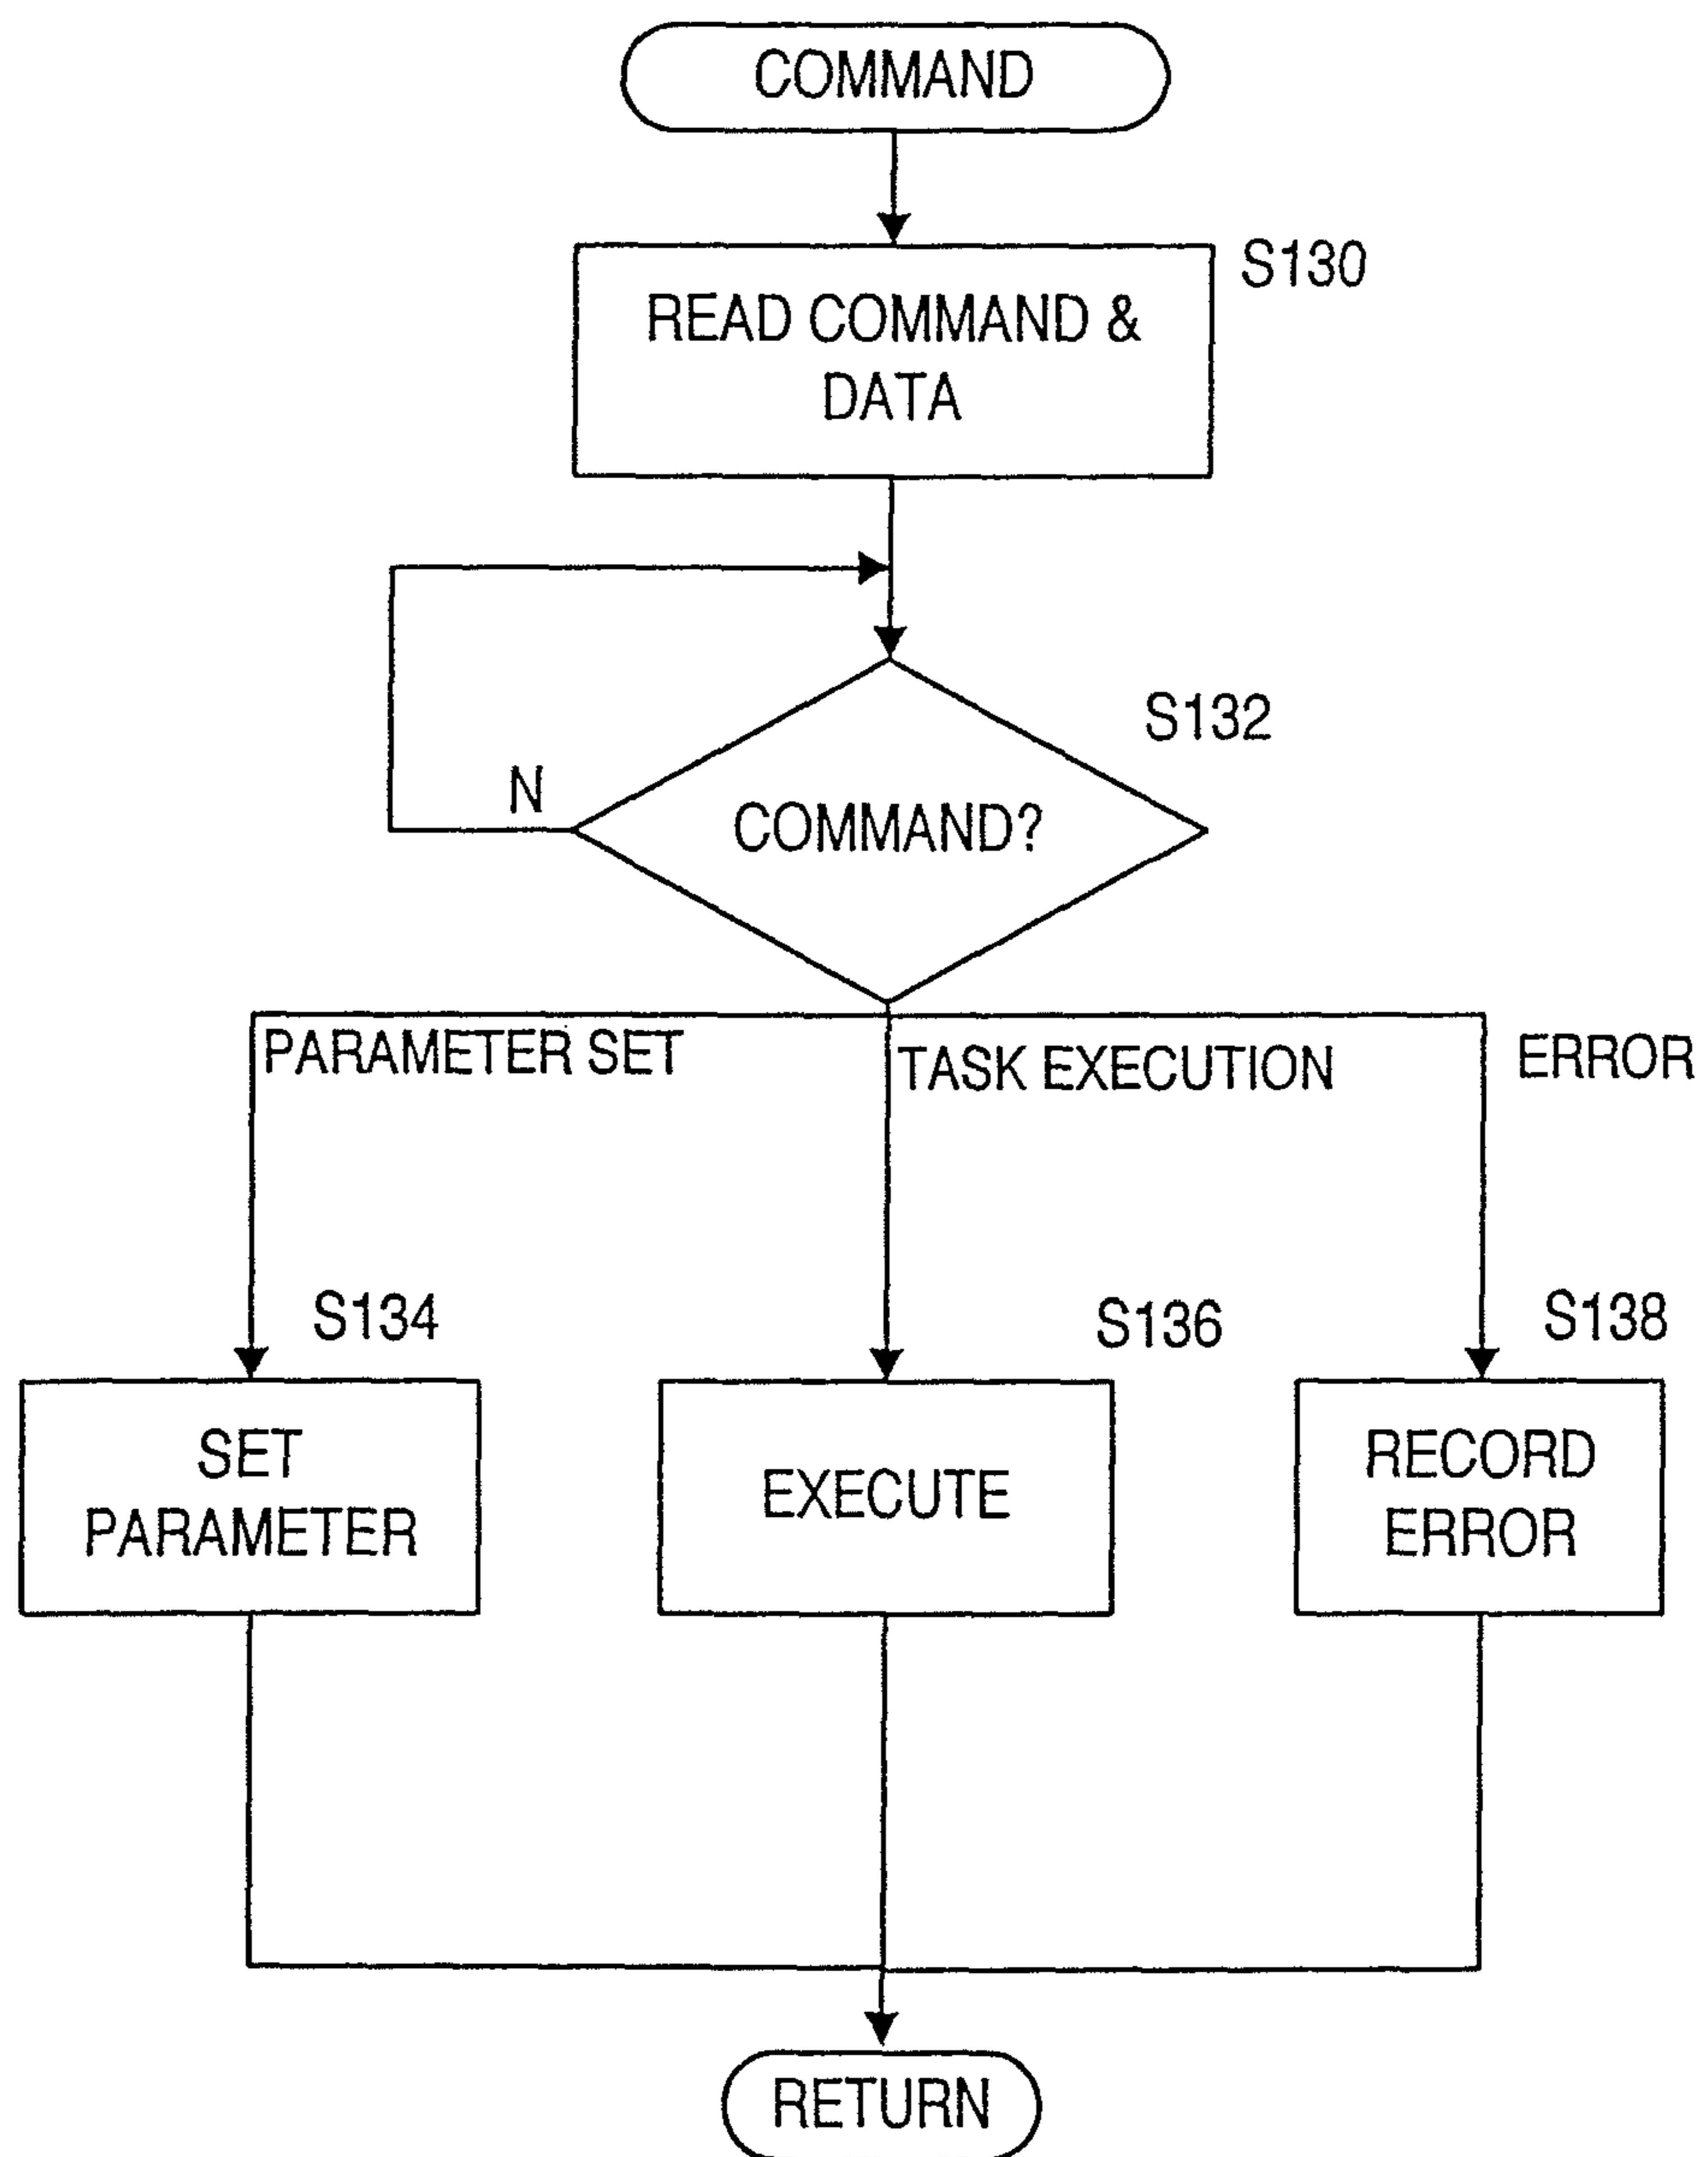 COMMAND
S130
READ COMMAND &
DATA
S132
N
COMMAND?
PARAMETER SET
TASK EXECUTION
ERROR
S134
S136
S138
SET
PARAMETER
EXECUTE
RECORD
ERROR
RETURN